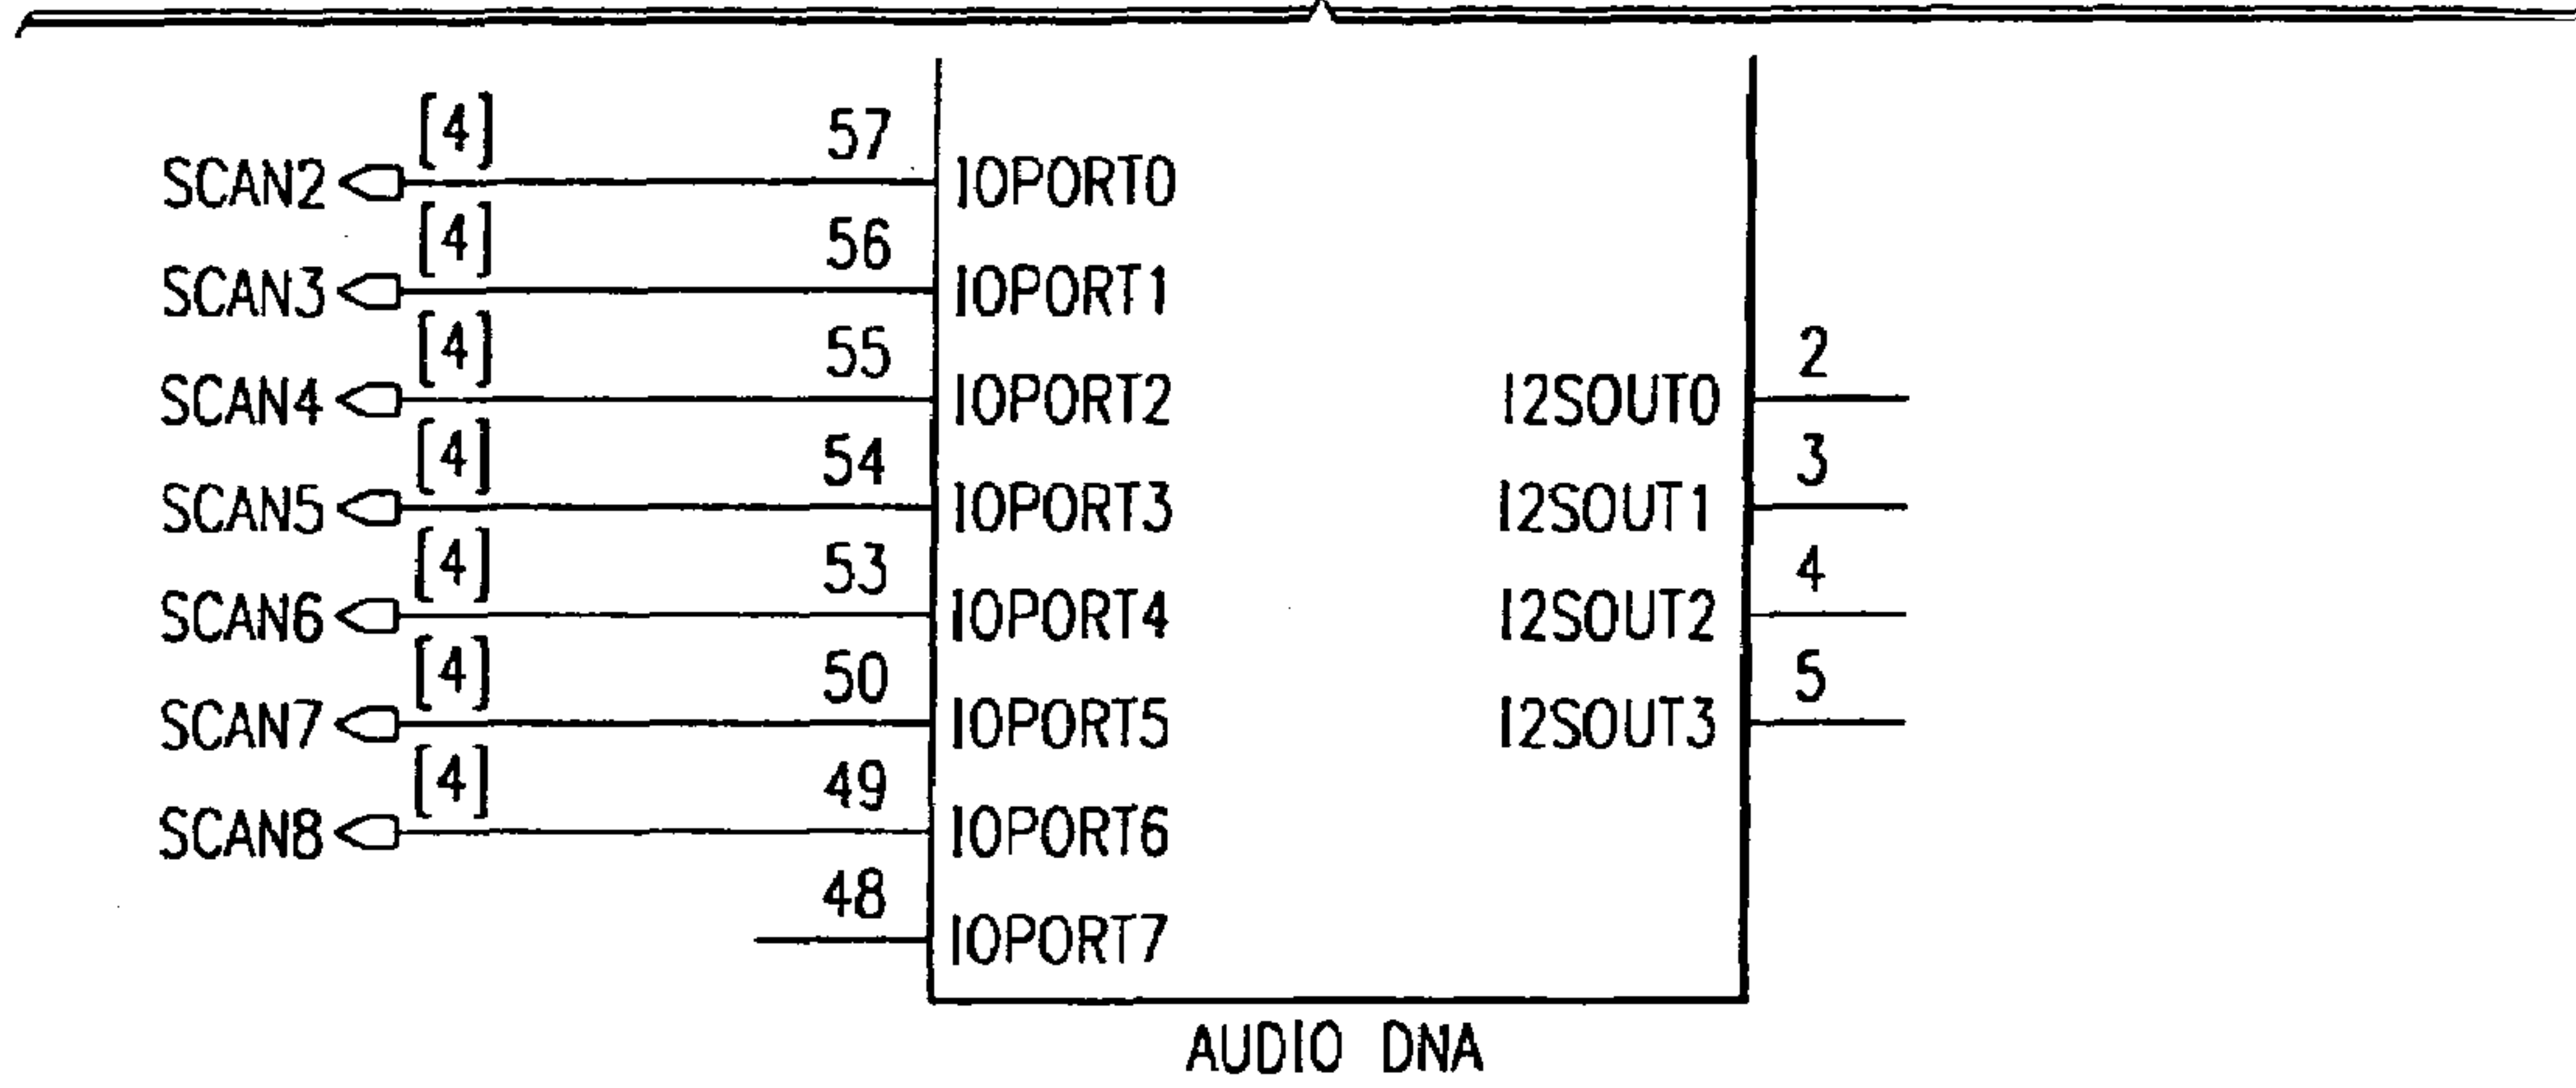 [4] 57
SCAN2 IOPORT0
[4] 56
SCAN3 IOPORT1
[4] 55 2
SCAN4 IOPORT2 I2SOUT0
[4] 54 3
SCAN5 IOPORT3 I2SOUT1
[4] 53 4
SCAN6 IOPORT4 I2SOUT2
[4] 50 5
SCAN7 IOPORT5 I2SOUT3
[4] 49
SCAN8 IOPORT6
48
IOPORT7
AUDIO DNA